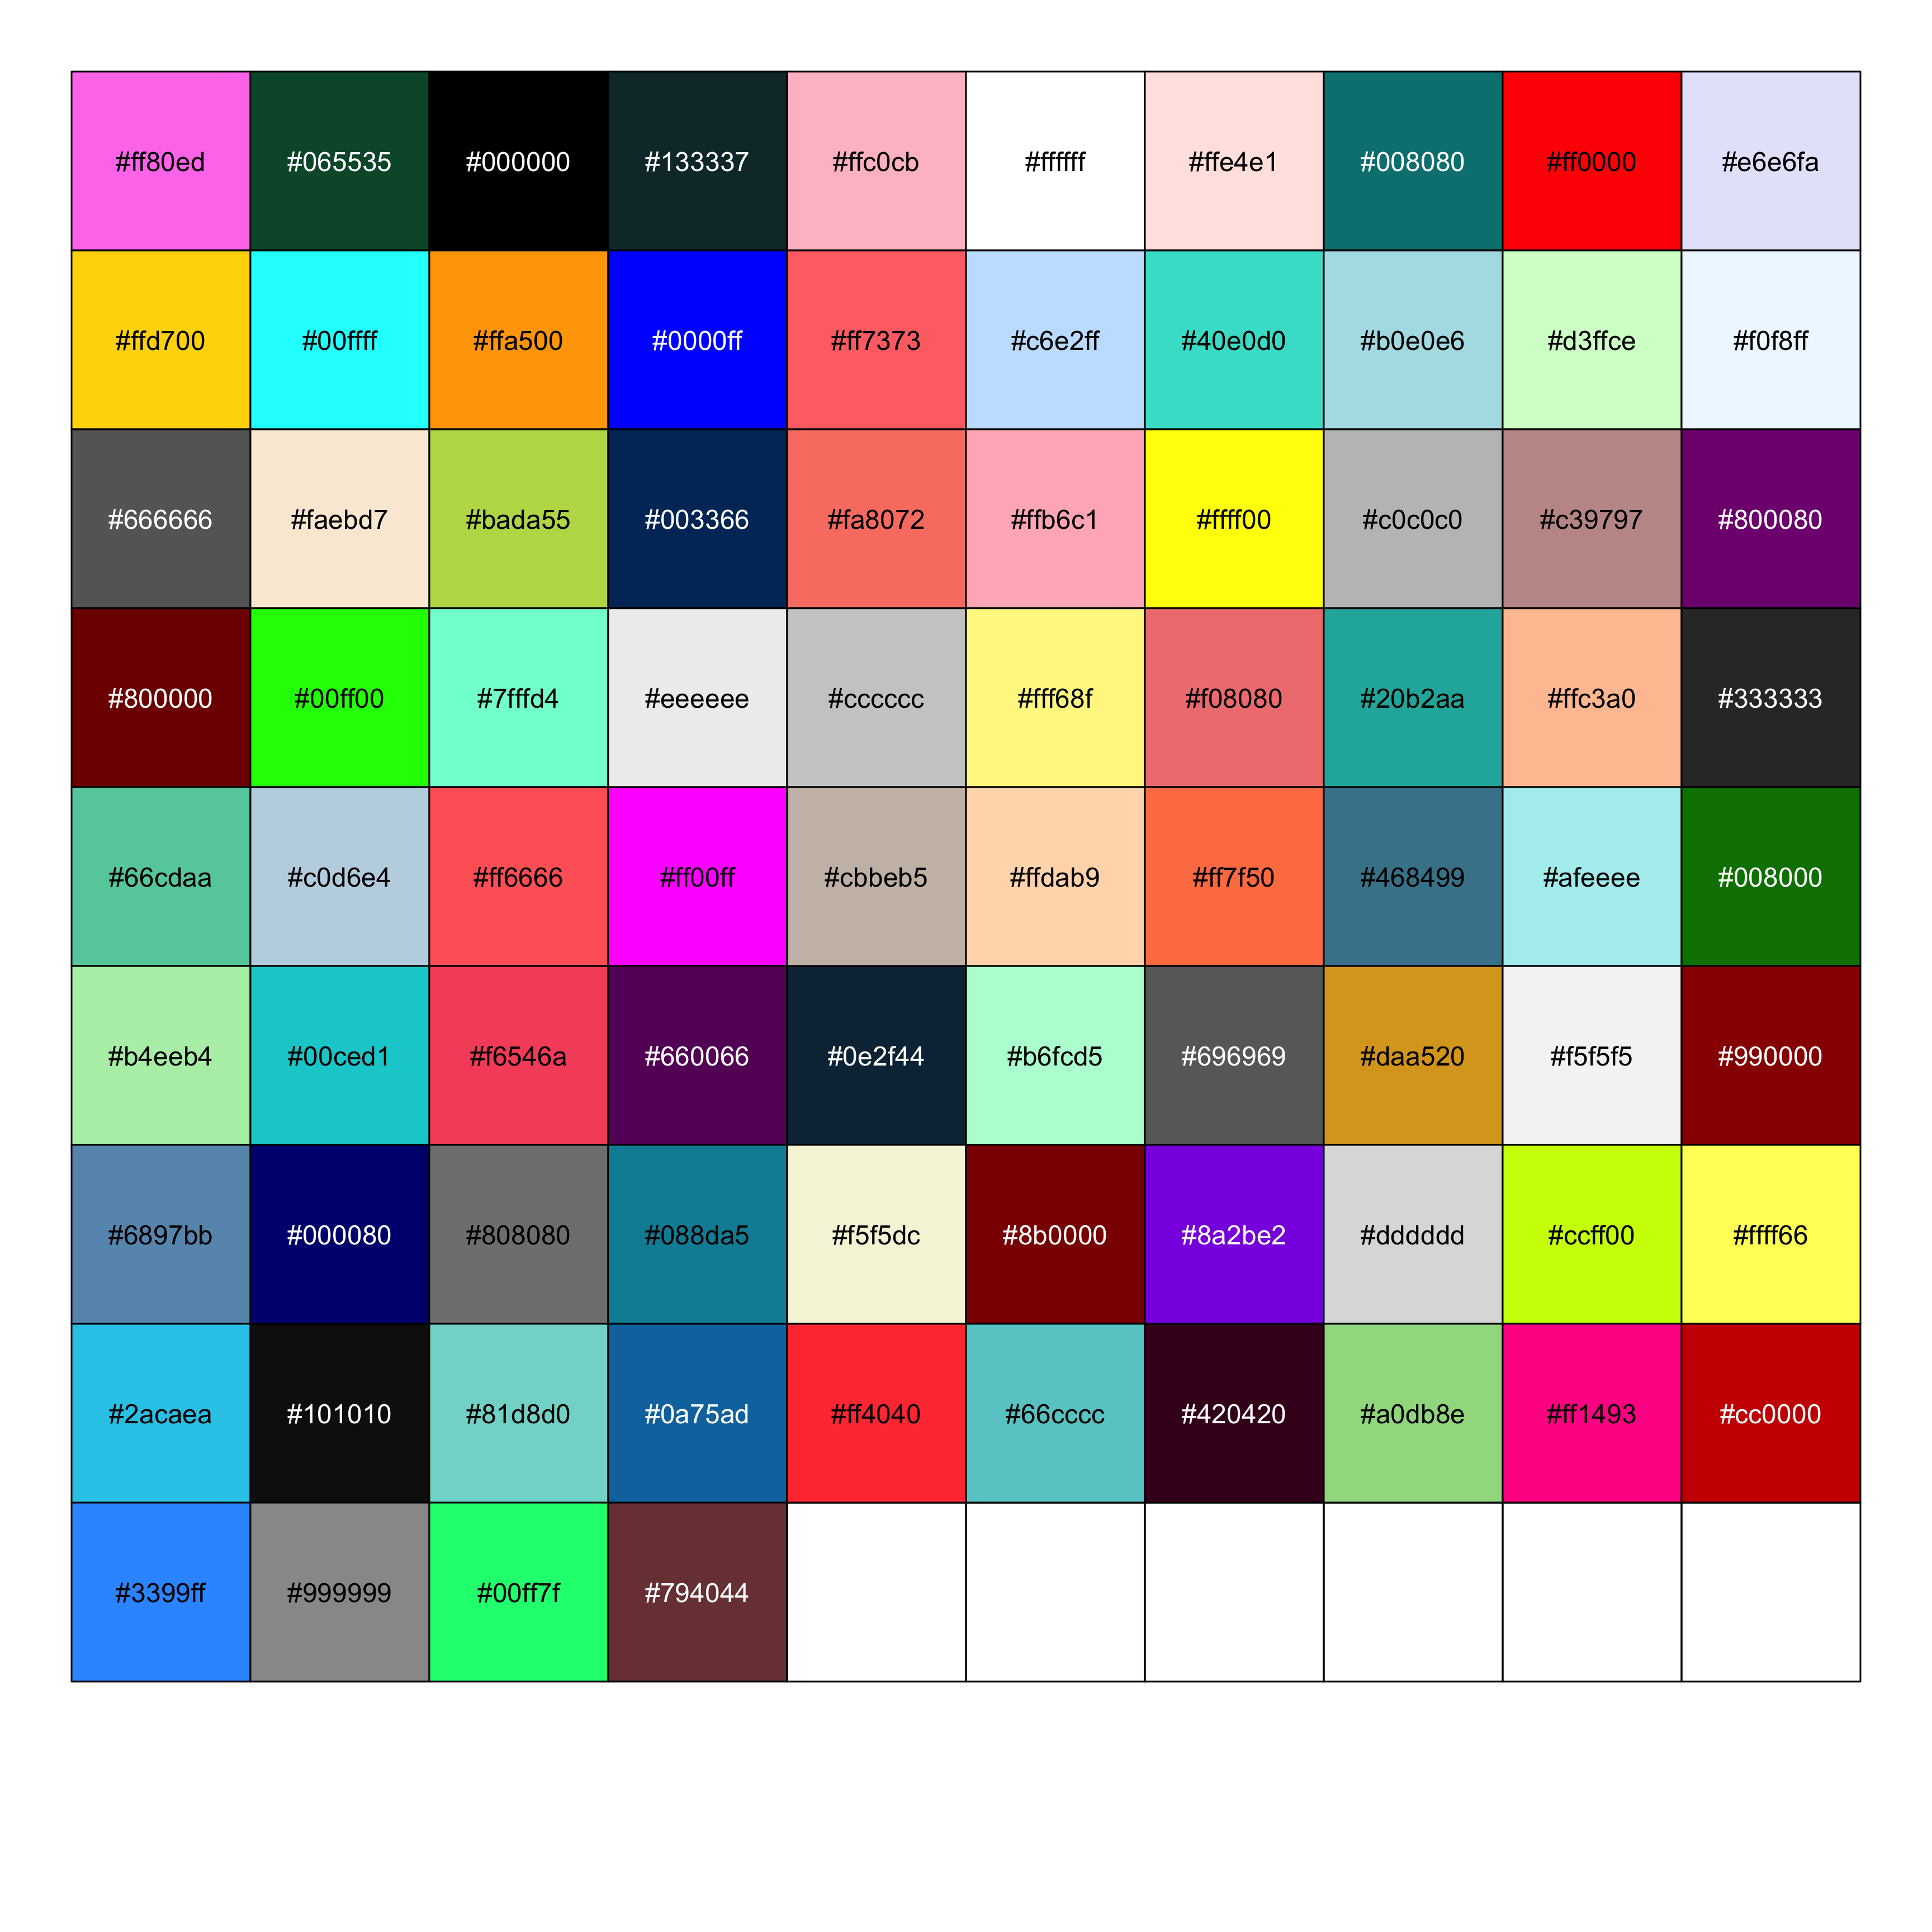 #ff80ed #065535 #000000 #133337 #ffc0cb #ffffff #ffe4e1 #008080 #ff0000 #e6e6fa
#ffd700 #00ffff #ffa500 #0000ff #ff7373 #c6e2ff #40e0d0 #b0e0e6 #d3ffce #f0f8ff
#666666 #faebd7 #bada55 #003366 #fa8072 #ffb6c1 #ffff00 #c0c0c0 #c39797 #800080
#800000 #00ff00 #7fffd4 #eeeeee #cccccc #fff68f #f08080 #20b2aa #ffc3a0 #333333
#66cdaa #c0d6e4 #ff6666 #ff00ff #cbbeb5 #ffdab9 #ff7f50 #468499 #afeeee #008000
#b4eeb4 #00ced1 #f6546a #660066 #0e2f44 #b6fcd5 #696969 #daa520 #f5f5f5 #990000
#6897bb #000080 #808080 #088da5 #f5f5dc #8b0000 #8a2be2 #dddddd #ccff00 #ffff66
#2acaea #101010 #81d8d0 #0a75ad #ff4040 #66cccc #420420 #a0db8e #ff1493 #cc0000
#3399ff #999999 #00ff7f #794044